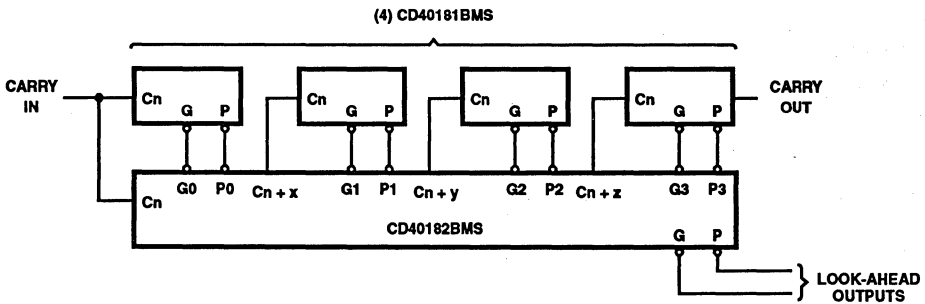 (4) CD40181BMS
CARRY
IN
Cn
G P
Cn
G P
Cn
G P
Cn
G P
CARRY
OUT
Cn
G0 P0 Cn + x G1 P1 Cn + y G2 P2 Cn + z G3 P3
CD40182BMS
G P
LOOK-AHEAD
OUTPUTS